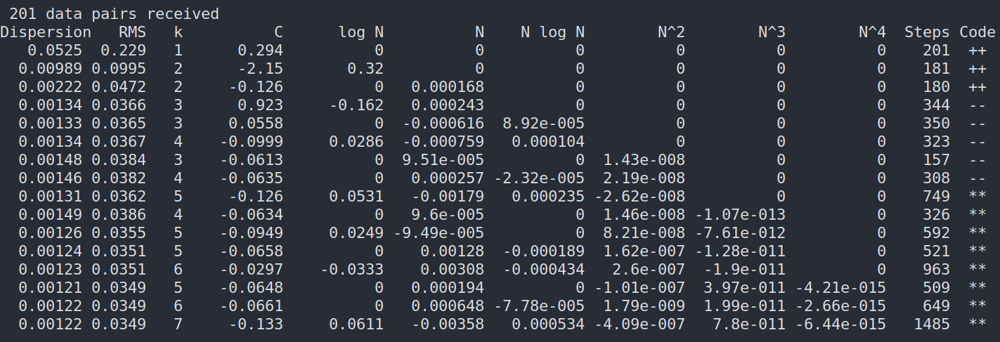 201 data pairs received
Dispersion RMS k C log N N N log N N^2 N^3 N^4 Steps Code
0.0525 0.229 1 0.294 0 0 0 0 0 0 201 ++
0.00989 0.0995 2 -2.15 0.32 0 0 0 0 0 181 ++
0.00222 0.0472 2 -0.126 0 0.000168 0 0 0 0 180 ++
0.00134 0.0366 3 0.923 -0.162 0.000243 0 0 0 0 344 --
0.00133 0.0365 3 0.0558 0 -0.000616 8.92e-005 0 0 0 350 --
0.00134 0.0367 4 -0.0999 0.0286 -0.000759 0.000104 0 0 0 323 --
0.00148 0.0384 3 -0.0613 0 9.51e-005 0 1.43e-008 0 0 157 --
0.00146 0.0382 4 -0.0635 0 0.000257 -2.32e-005 2.19e-008 0 0 308 --
0.00131 0.0362 5 -0.126 0.0531 -0.00179 0.000235 -2.62e-008 0 0 749 **
0.00149 0.0386 4 -0.0634 0 9.6e-005 0 1.46e-008 -1.07e-013 0 326 **
0.00126 0.0355 5 -0.0949 0.0249 -9.49e-005 0 8.21e-008 -7.61e-012 0 592 **
0.00124 0.0351 5 -0.0658 0 0.00128 -0.000189 1.62e-007 -1.28e-011 0 521 **
0.00123 0.0351 6 -0.0297 -0.0333 0.00308 -0.000434 2.6e-007 -1.9e-011 0 963 **
0.00121 0.0349 5 -0.0648 0 0.000194 0 -1.01e-007 3.97e-011 -4.21e-015 509 **
0.00122 0.0349 6 -0.0661 0 0.000648 -7.78e-005 1.79e-009 1.99e-011 -2.66e-015 649 **
0.00122 0.0349 7 -0.133 0.0611 -0.00358 0.000534 -4.09e-007 7.8e-011 -6.44e-015 1485 **